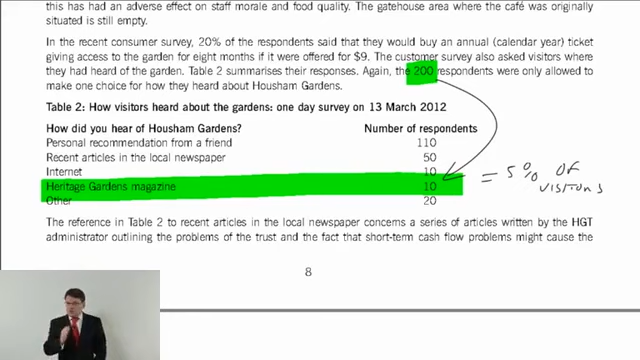 this has had an adverse effect on staff morale and food quality. The gatehouse area where the café was originally
situated is still empty.
In the recent consumer survey, 20% of the respondents said that they would buy an annual (calendar year) ticket
giving access to the garden for eight months if it were offered for $9. The customer survey also asked visitors where
they had heard of the garden. Table 2 summarises their responses. Again, the 200 respondents were only allowed to
make one choice for how they heard about Housham Gardens.
Table 2: How visitors heard about the gardens: one day survey on 13 March 2012
How did you hear of Housham Gardens? Number of respondents
Personal recommendation from a friend 110
Recent articles in the local newspaper 50
Internet 10
Heritage Gardens magazine 10 = 5% OF
VISITORS
Other 20
The reference in Table 2 to recent articles in the local newspaper concerns a series of articles written by the HGT
administrator outlining the problems of the trust and the fact that short-term cash flow problems might cause the
8